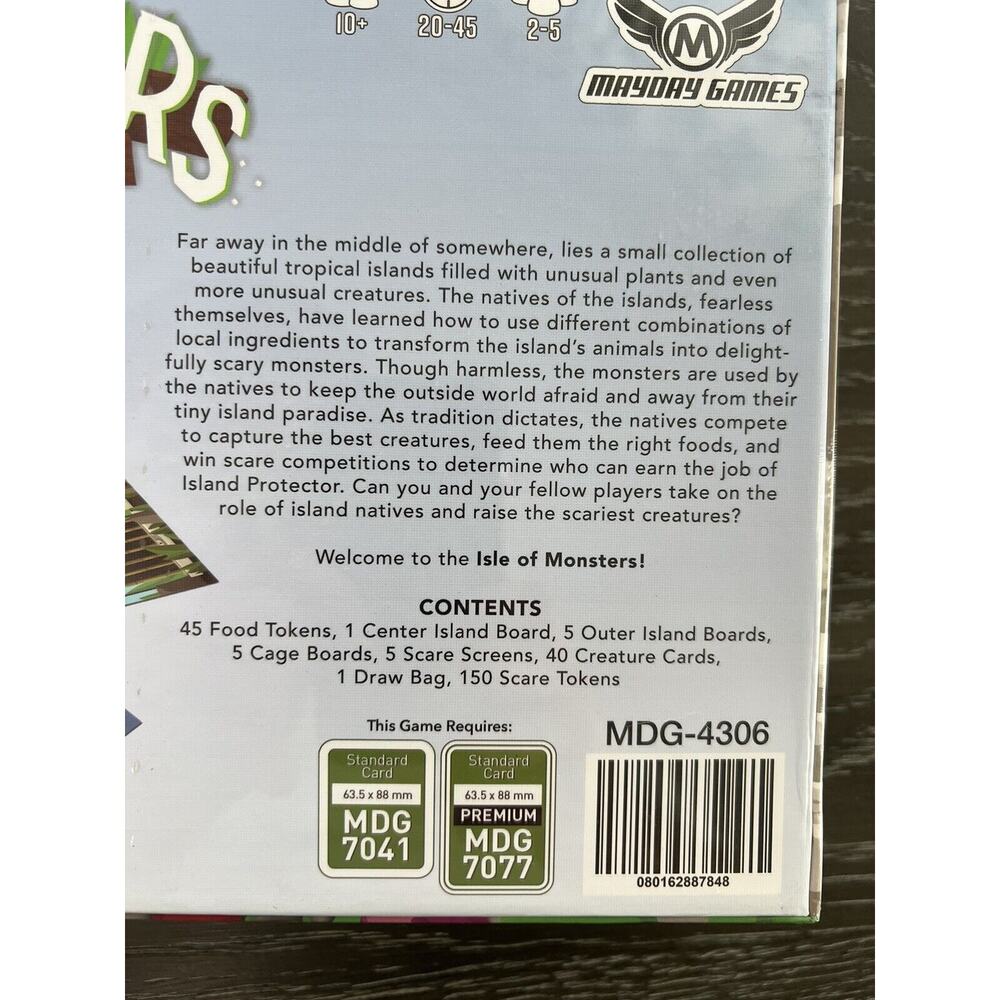 10+ 20-45 2-5
M
MAYDAY GAMES
RS
Far away in the middle of somewhere, lies a small collection of
beautiful tropical islands filled with unusual plants and even
more unusual creatures. The natives of the islands, fearless
themselves, have learned how to use different combinations of
local ingredients to transform the island's animals into delight-
fully scary monsters. Though harmless, the monsters are used by
the natives to keep the outside world afraid and away from their
tiny island paradise. As tradition dictates, the natives compete
to capture the best creatures, feed them the right foods, and
win scare competitions to determine who can earn the job of
Island Protector. Can you and your fellow players take on the
role of island natives and raise the scariest creatures?
Welcome to the Isle of Monsters!
CONTENTS
45 Food Tokens, 1 Center Island Board, 5 Outer Island Boards,
5 Cage Boards, 5 Scare Screens, 40 Creature Cards,
1 Draw Bag, 150 Scare Tokens
This Game Requires:
Standard
Card
63.5 x 88 mm
MDG
7041
Standard
Card
63.5 x 88 mm
PREMIUM
MDG
7077
MDG-4306
080162887848